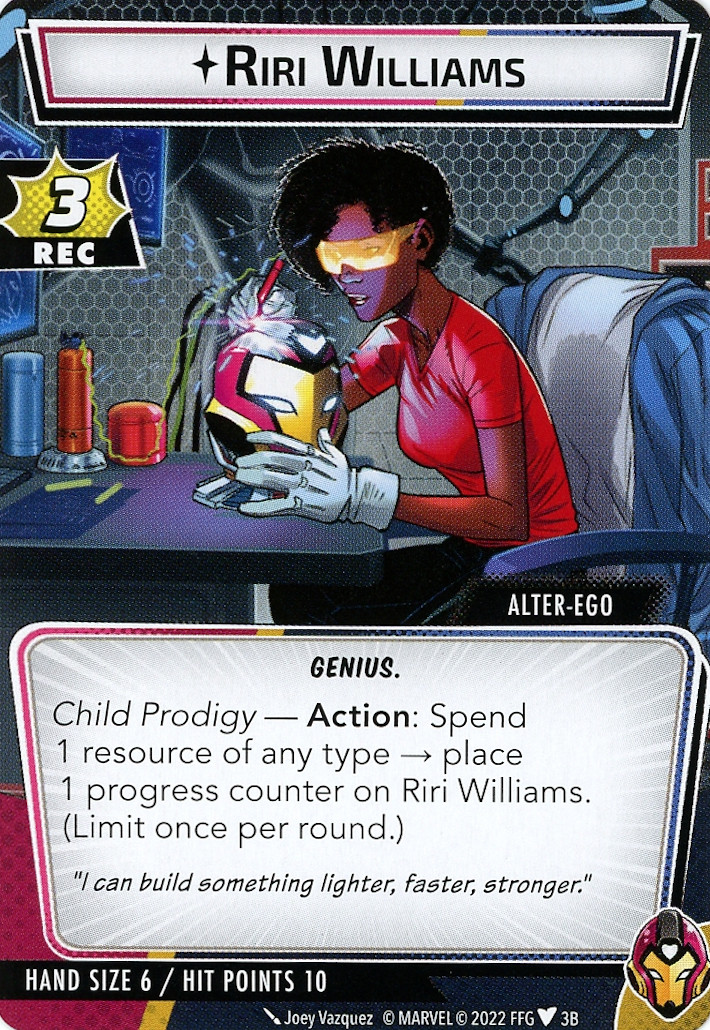 RIRI WILLIAMS
3
REC
ALTER-EGO
GENIUS.
Child Prodigy — Action: Spend
1 resource of any type → place
1 progress counter on Riri Williams.
(Limit once per round.)
"I can build something lighter, faster, stronger."
HAND SIZE 6 / HIT POINTS 10
Joey Vazquez © MARVEL © 2022 FFG 3B